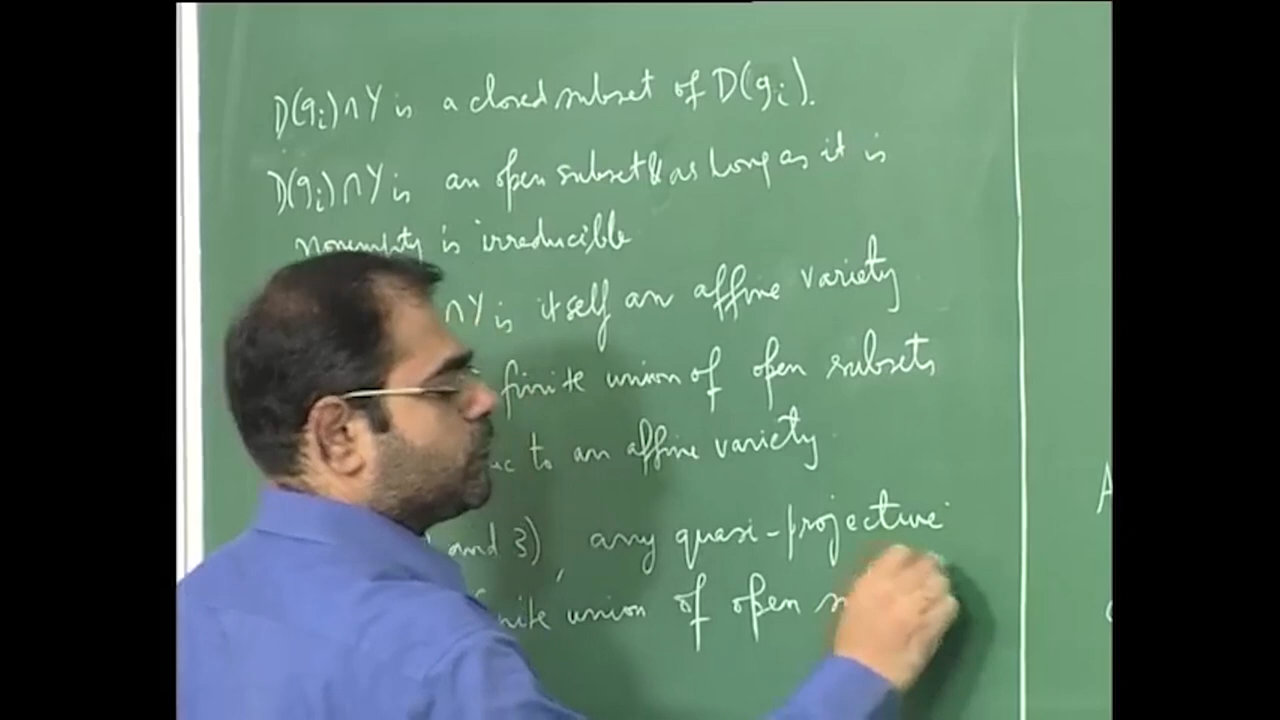 D(gi)∩Y is a closed subset of D(gi).
D(gi)∩Y is an open subset & as long as it is
nonempty is irreducible
∩Y is itself an affine variety
finite union of open subsets
to an affine variety
and 3), any quasi-projective
finite union of open
A